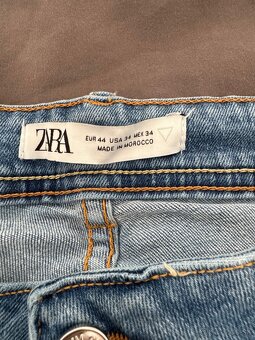 ZARA
EUR 44 USA 34 MEX 34
MADE IN MOROCCO